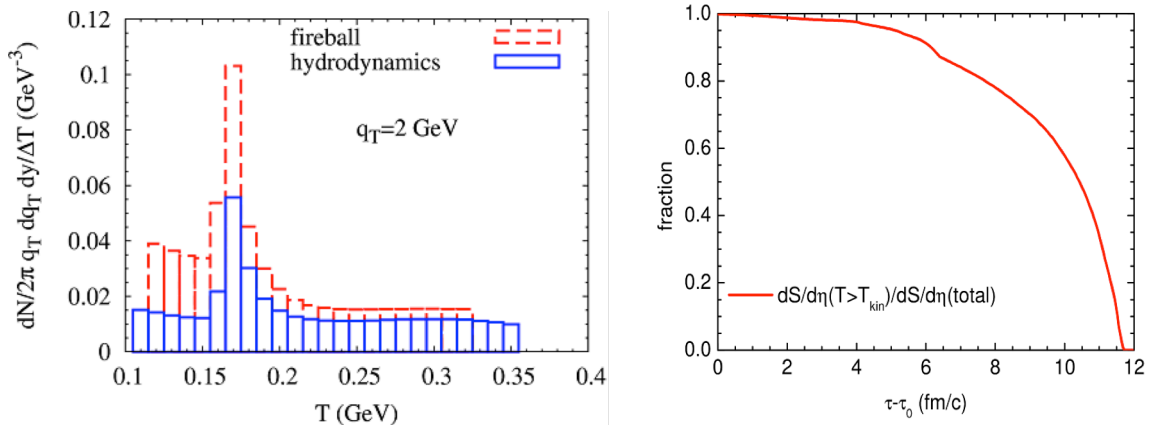 0.12
0.1
0.08
0.06
0.04
0.02
0
dN/2π q_T dq_T dy/ΔT (GeV^-3)
fireball
hydrodynamics
q_T=2 GeV
0.1 0.15 0.2 0.25 0.3 0.35 0.4
T (GeV)
1.0
0.8
0.6
0.4
0.2
0.0
fraction
dS/dη(T>T_kin)/dS/dη(total)
0 2 4 6 8 10 12
τ-τ_0 (fm/c)